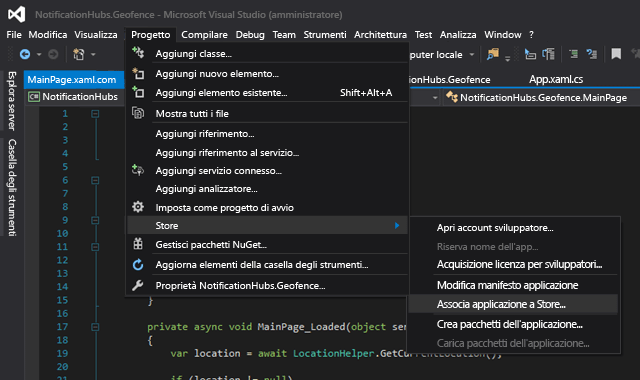 NotificationHubs.Geofence - Microsoft Visual Studio (amministratore)
File Modifica Visualizza Progetto Compilare Debug Team Strumenti Architettura Test Analizza Window ?
Aggiungi classe...
puter locale
MainPage.xaml.com
Aggiungi nuovo elemento...
onHubs.Geofence
App.xaml.cs
NotificationHubs
Aggiungi elemento esistente...
Shift+Alt+A
NotificationHubs.Geofence.MainPage
Esplora server
Casella degli strumenti
1
Mostra tutti i file
2
3
Aggiungi riferimento...
4
Aggiungi riferimento al servizio...
Aggiungi servizio connesso...
6
Aggiungi analizzatore...
7
8
Imposta come progetto di avvio
9
Store
10
Gestisci pacchetti NuGet...
11
12
Aggiorna elementi della casella degli strumenti...
13
Proprietà NotificationHubs.Geofence...
14
Apri account sviluppatore...
Riserva nome dell'app...
Acquisizione licenza per sviluppatori...
Modifica manifesto applicazione
Associa applicazione a Store...
Crea pacchetti dell'applicazione...
Carica pacchetti dell'applicazione...
15 }
16
17 private async void MainPage_Loaded(object se
18 {
19 var location = await LocationHelper.GetCurrentLocation();
20
21 if (location != null)